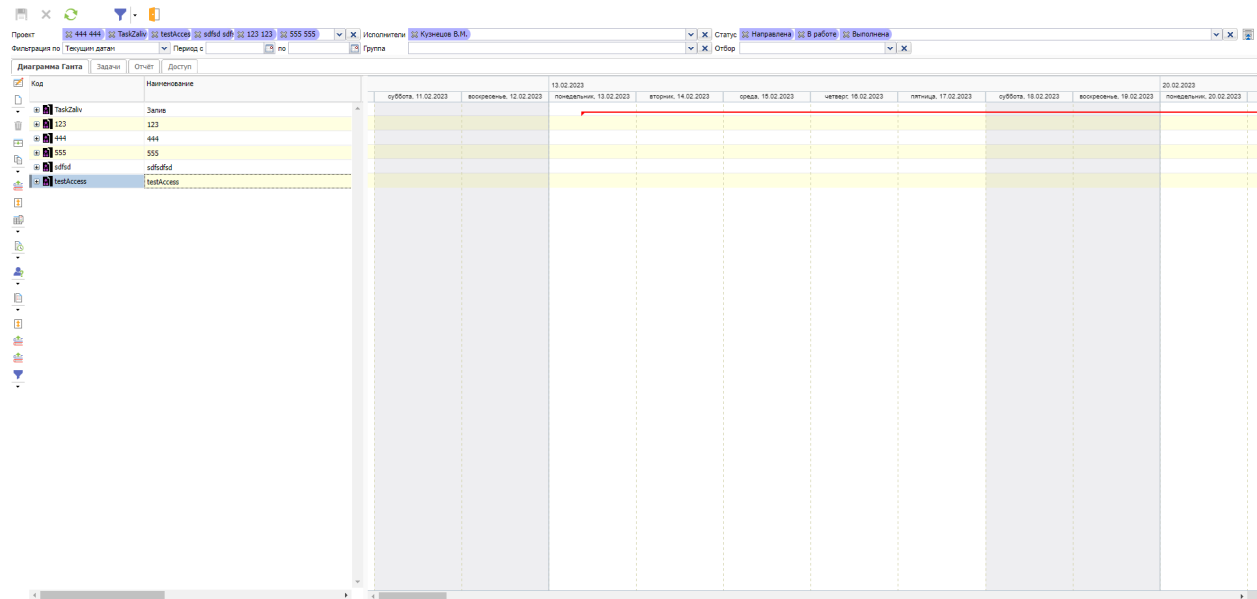 Проект 444 444 TaskZaliv testAcces sdfsd sdf 123 123 555 555 Исполнители Кузнецов В.М. Статус Направлена В работе Выполнена
Фильтрация по Текущим датам Период с по Группа Отбор
Диаграмма Ганта Задачи Отчёт Доступ
Код Наименование
13.02.2023 20.02.2023
суббота, 11.02.2023 воскресенье, 12.02.2023 понедельник, 13.02.2023 вторник, 14.02.2023 среда, 15.02.2023 четверг, 16.02.2023 пятница, 17.02.2023 суббота, 18.02.2023 воскресенье, 19.02.2023 понедельник, 20.02.2023
TaskZaliv Залив
123 123
444 444
555 555
sdfsd sdfsdfsd
testAccess testAccess